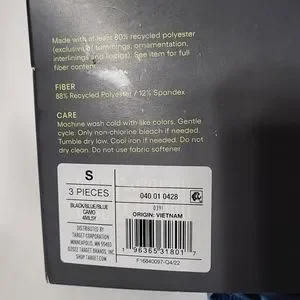 Made with at least 80% recycled polyester
(exclusive of trimmings, ornamentation,
interlinings and linings). See item for full
fiber content.
FIBER
88% Recycled Polyester / 12% Spandex
CARE
Machine wash cold with like colors. Gentle
cycle. Only non-chlorine bleach if needed.
Tumble dry low. Cool iron if needed. Do not
dry clean. Do not use fabric softener.
S
3 PIECES
BLACK/BLUE/BLUE
CAMO
DISTRIBUTED BY
TARGET CORPORATION
MINNEAPOLIS, MN 55403
©2022 TARGET BRANDS, INC
SHOP TARGET.COM
040 01 0428
0391
ORIGIN: VIETNAM
1 96365 31801 7
F16840097-Q4/22